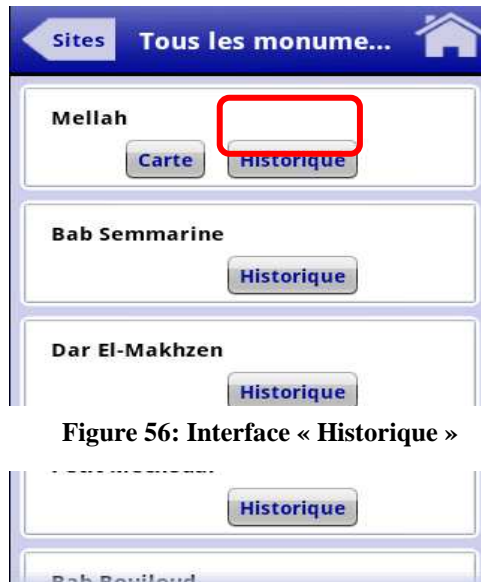 Sites Tous les monume...
Mellah
Carte Historique
Bab Semmarine
Historique
Dar El-Makhzen
Historique
Figure 56: Interface « Historique »
Historique
Bab